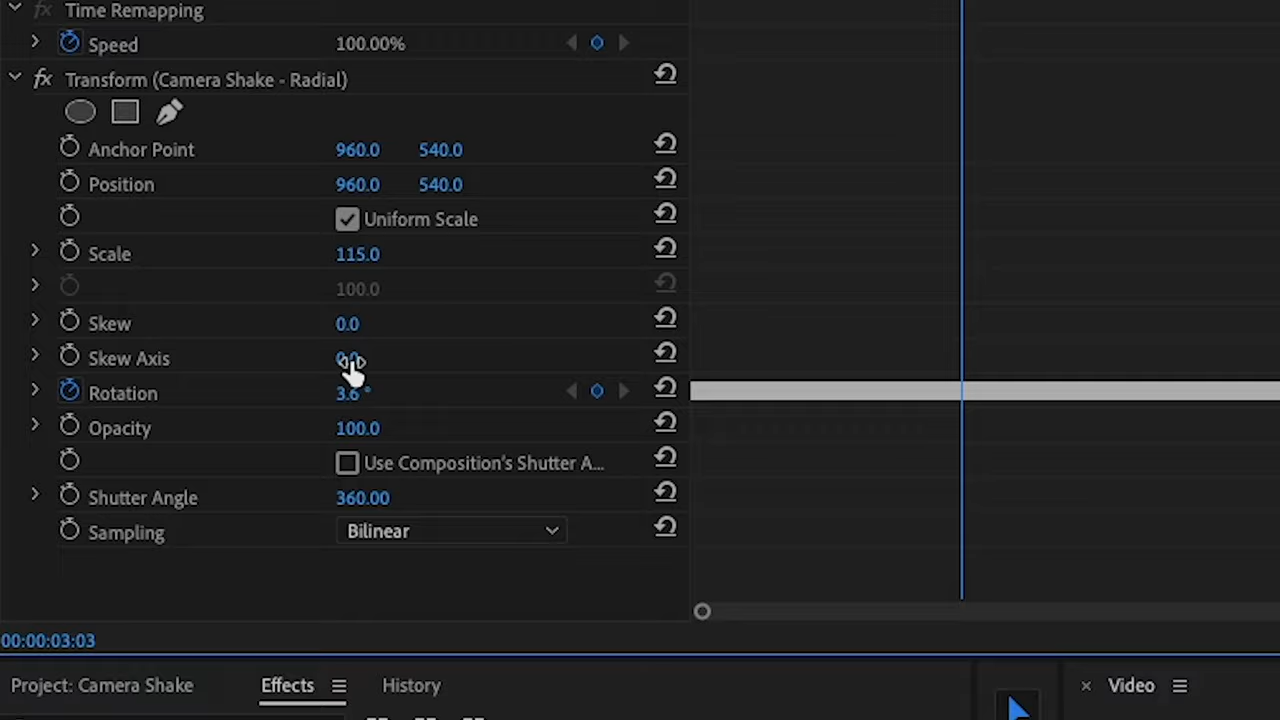 Time Remapping
Speed 100.00%
fx Transform (Camera Shake - Radial)
Anchor Point 960.0 540.0
Position 960.0 540.0
Uniform Scale
Scale 115.0
100.0
Skew 0.0
Skew Axis
Rotation 3.6 °
Opacity 100.0
Use Composition's Shutter A...
Shutter Angle 360.00
Sampling Bilinear
00:00:03:03
Project: Camera Shake Effects History × Video